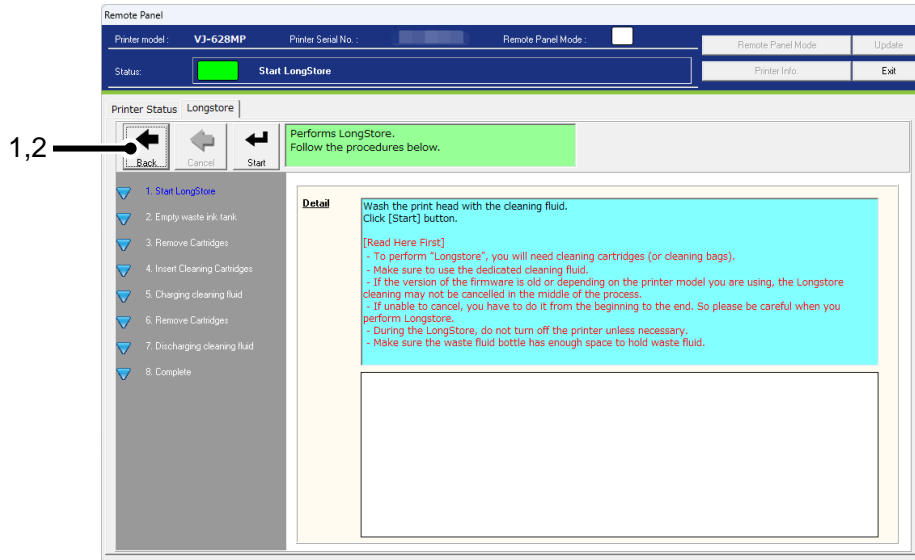 Remote Panel
Printer model : VJ-628MP Printer Serial No. : Remote Panel Mode :
Remote Panel Mode Update
Status: Start LongStore
Printer Info. Exit
Printer Status Longstore
1,2
Back Cancel Start
Performs LongStore.
Follow the procedures below.
1. Start LongStore
2. Empty waste ink tank
3. Remove Cartridges
4. Insert Cleaning Cartridges
5. Charging cleaning fluid
6. Remove Cartridges
7. Discharging cleaning fluid
8. Complete
Detail
Wash the print head with the cleaning fluid.
Click [Start] button.
[Read Here First]
- To perform "Longstore", you will need cleaning cartridges (or cleaning bags).
- Make sure to use the dedicated cleaning fluid.
- If the version of the firmware is old or depending on the printer model you are using, the Longstore
cleaning may not be cancelled in the middle of the process.
- If unable to cancel, you have to do it from the beginning to the end. So please be careful when you
perform Longstore.
- During the LongStore, do not turn off the printer unless necessary.
- Make sure the waste fluid bottle has enough space to hold waste fluid.